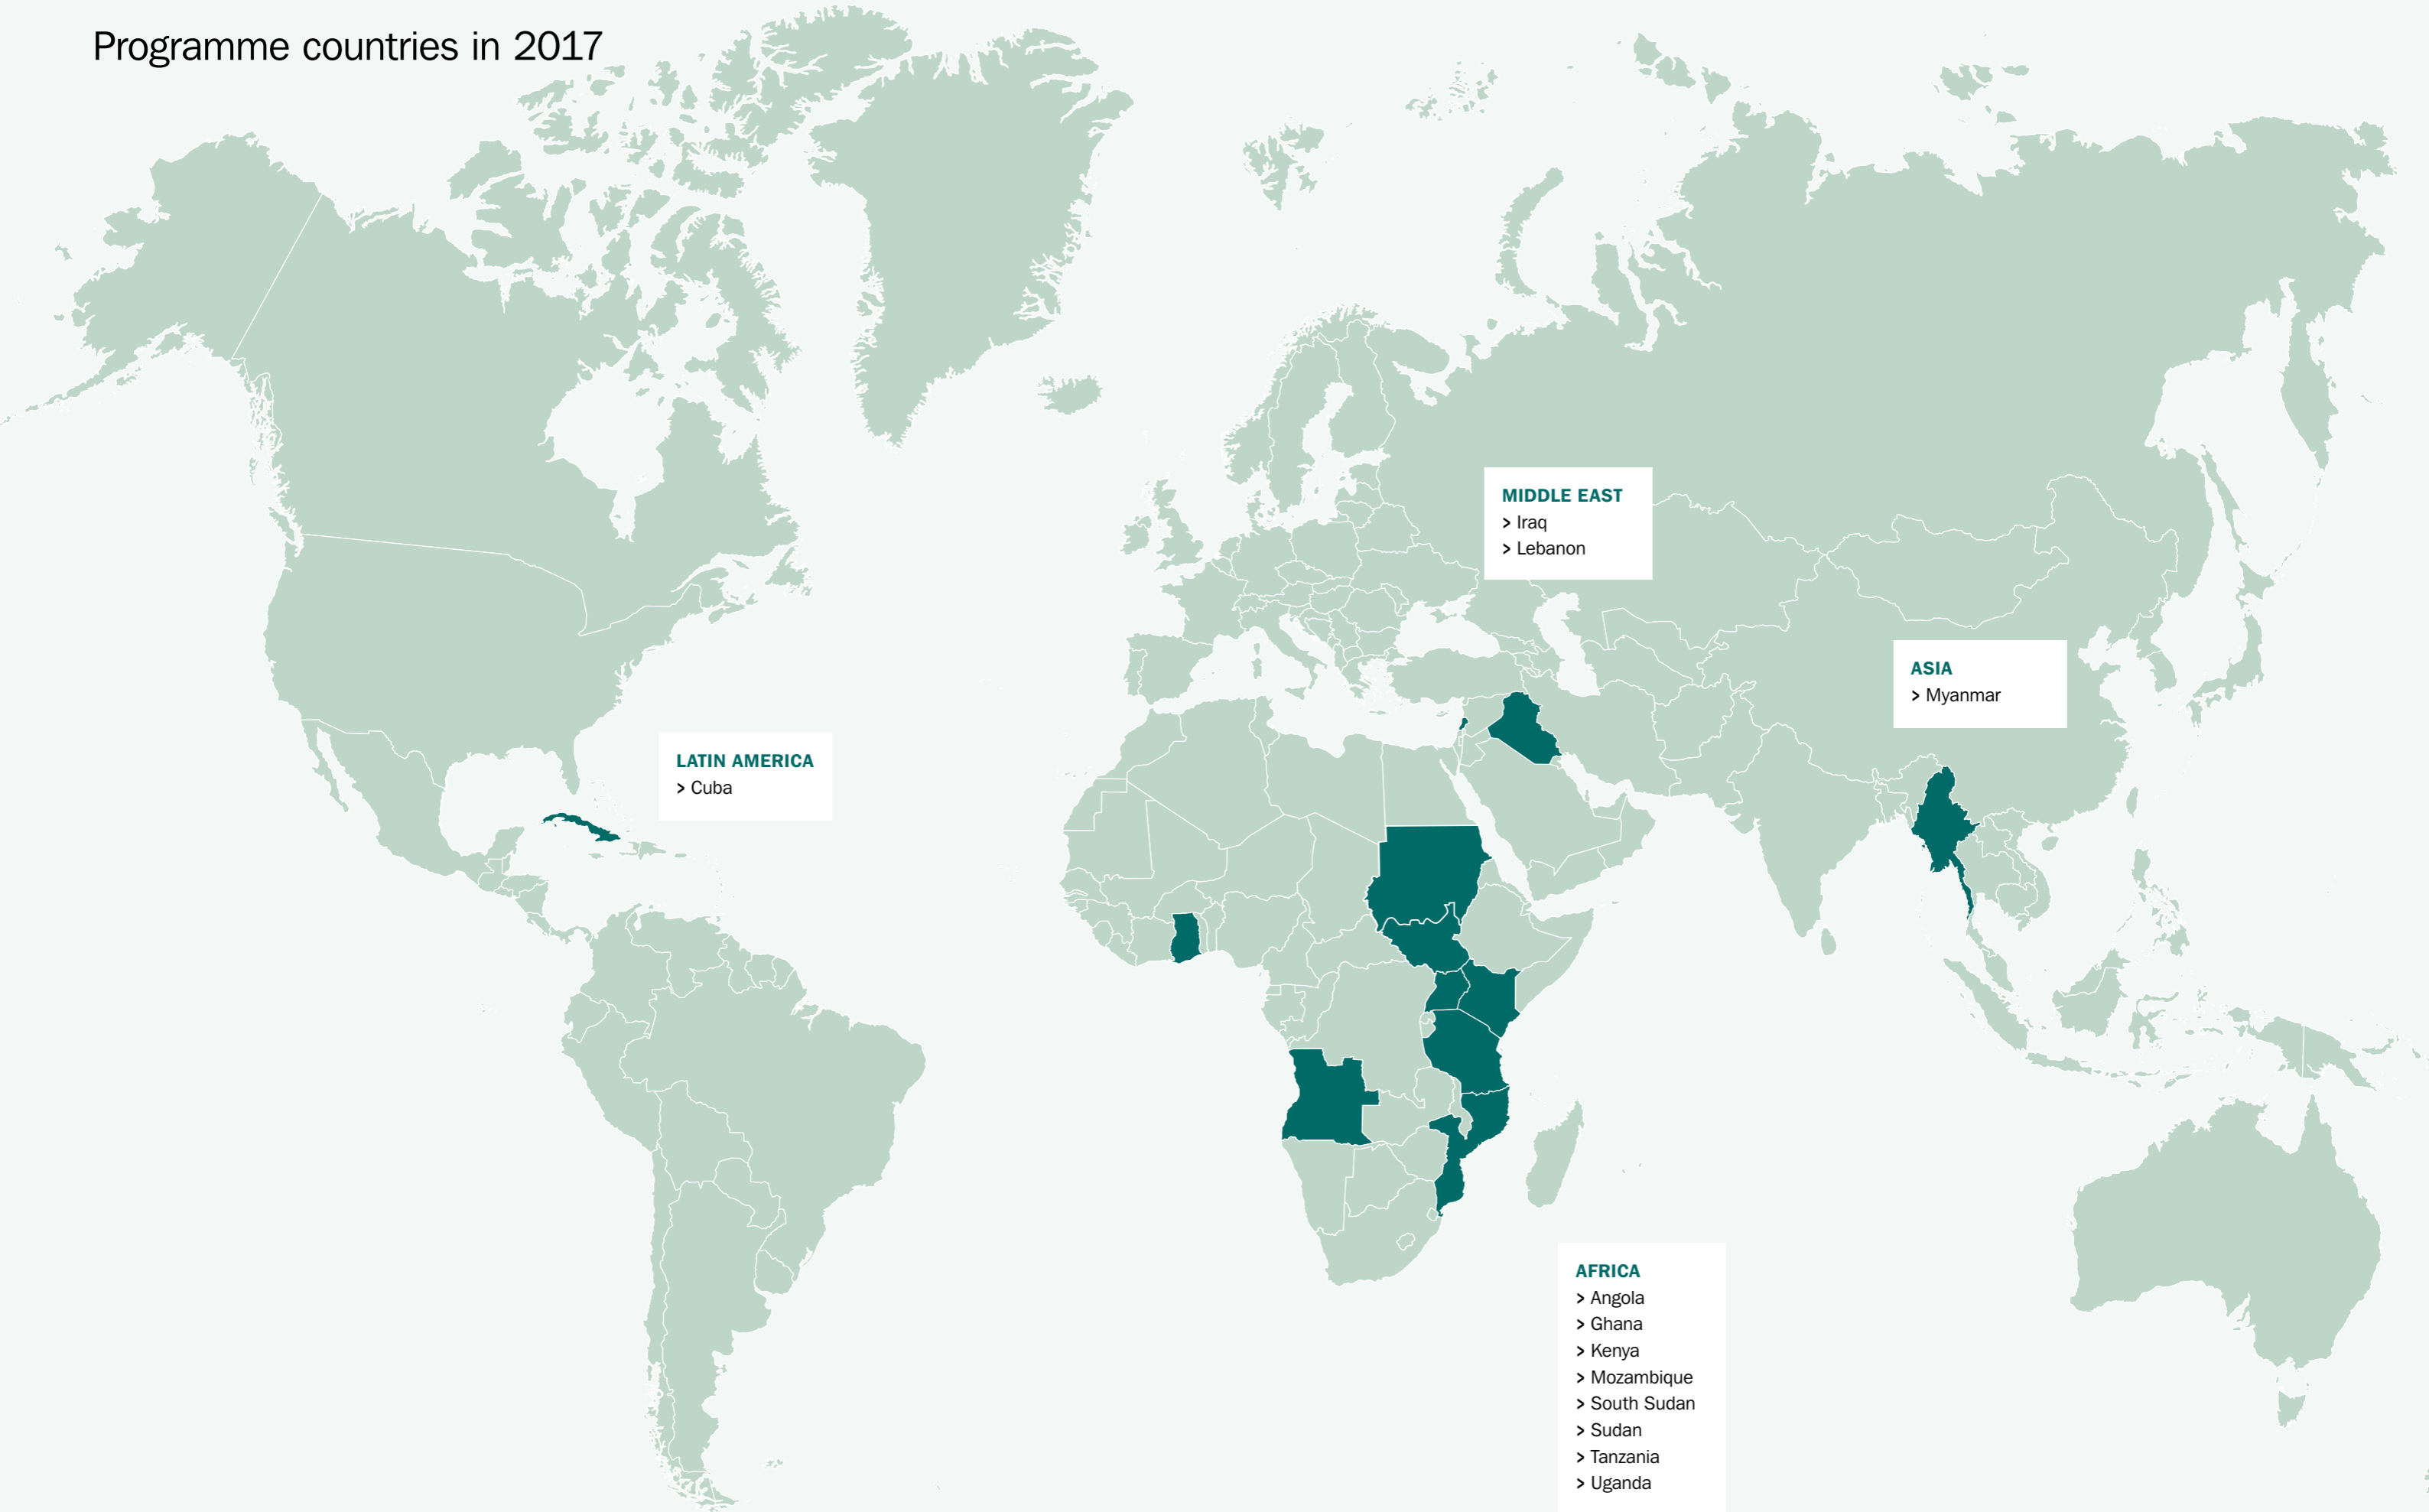 Programme countries in 2017
MIDDLE EAST
> Iraq
> Lebanon
ASIA
> Myanmar
LATIN AMERICA
> Cuba
AFRICA
> Angola
> Ghana
> Kenya
> Mozambique
> South Sudan
> Sudan
> Tanzania
> Uganda